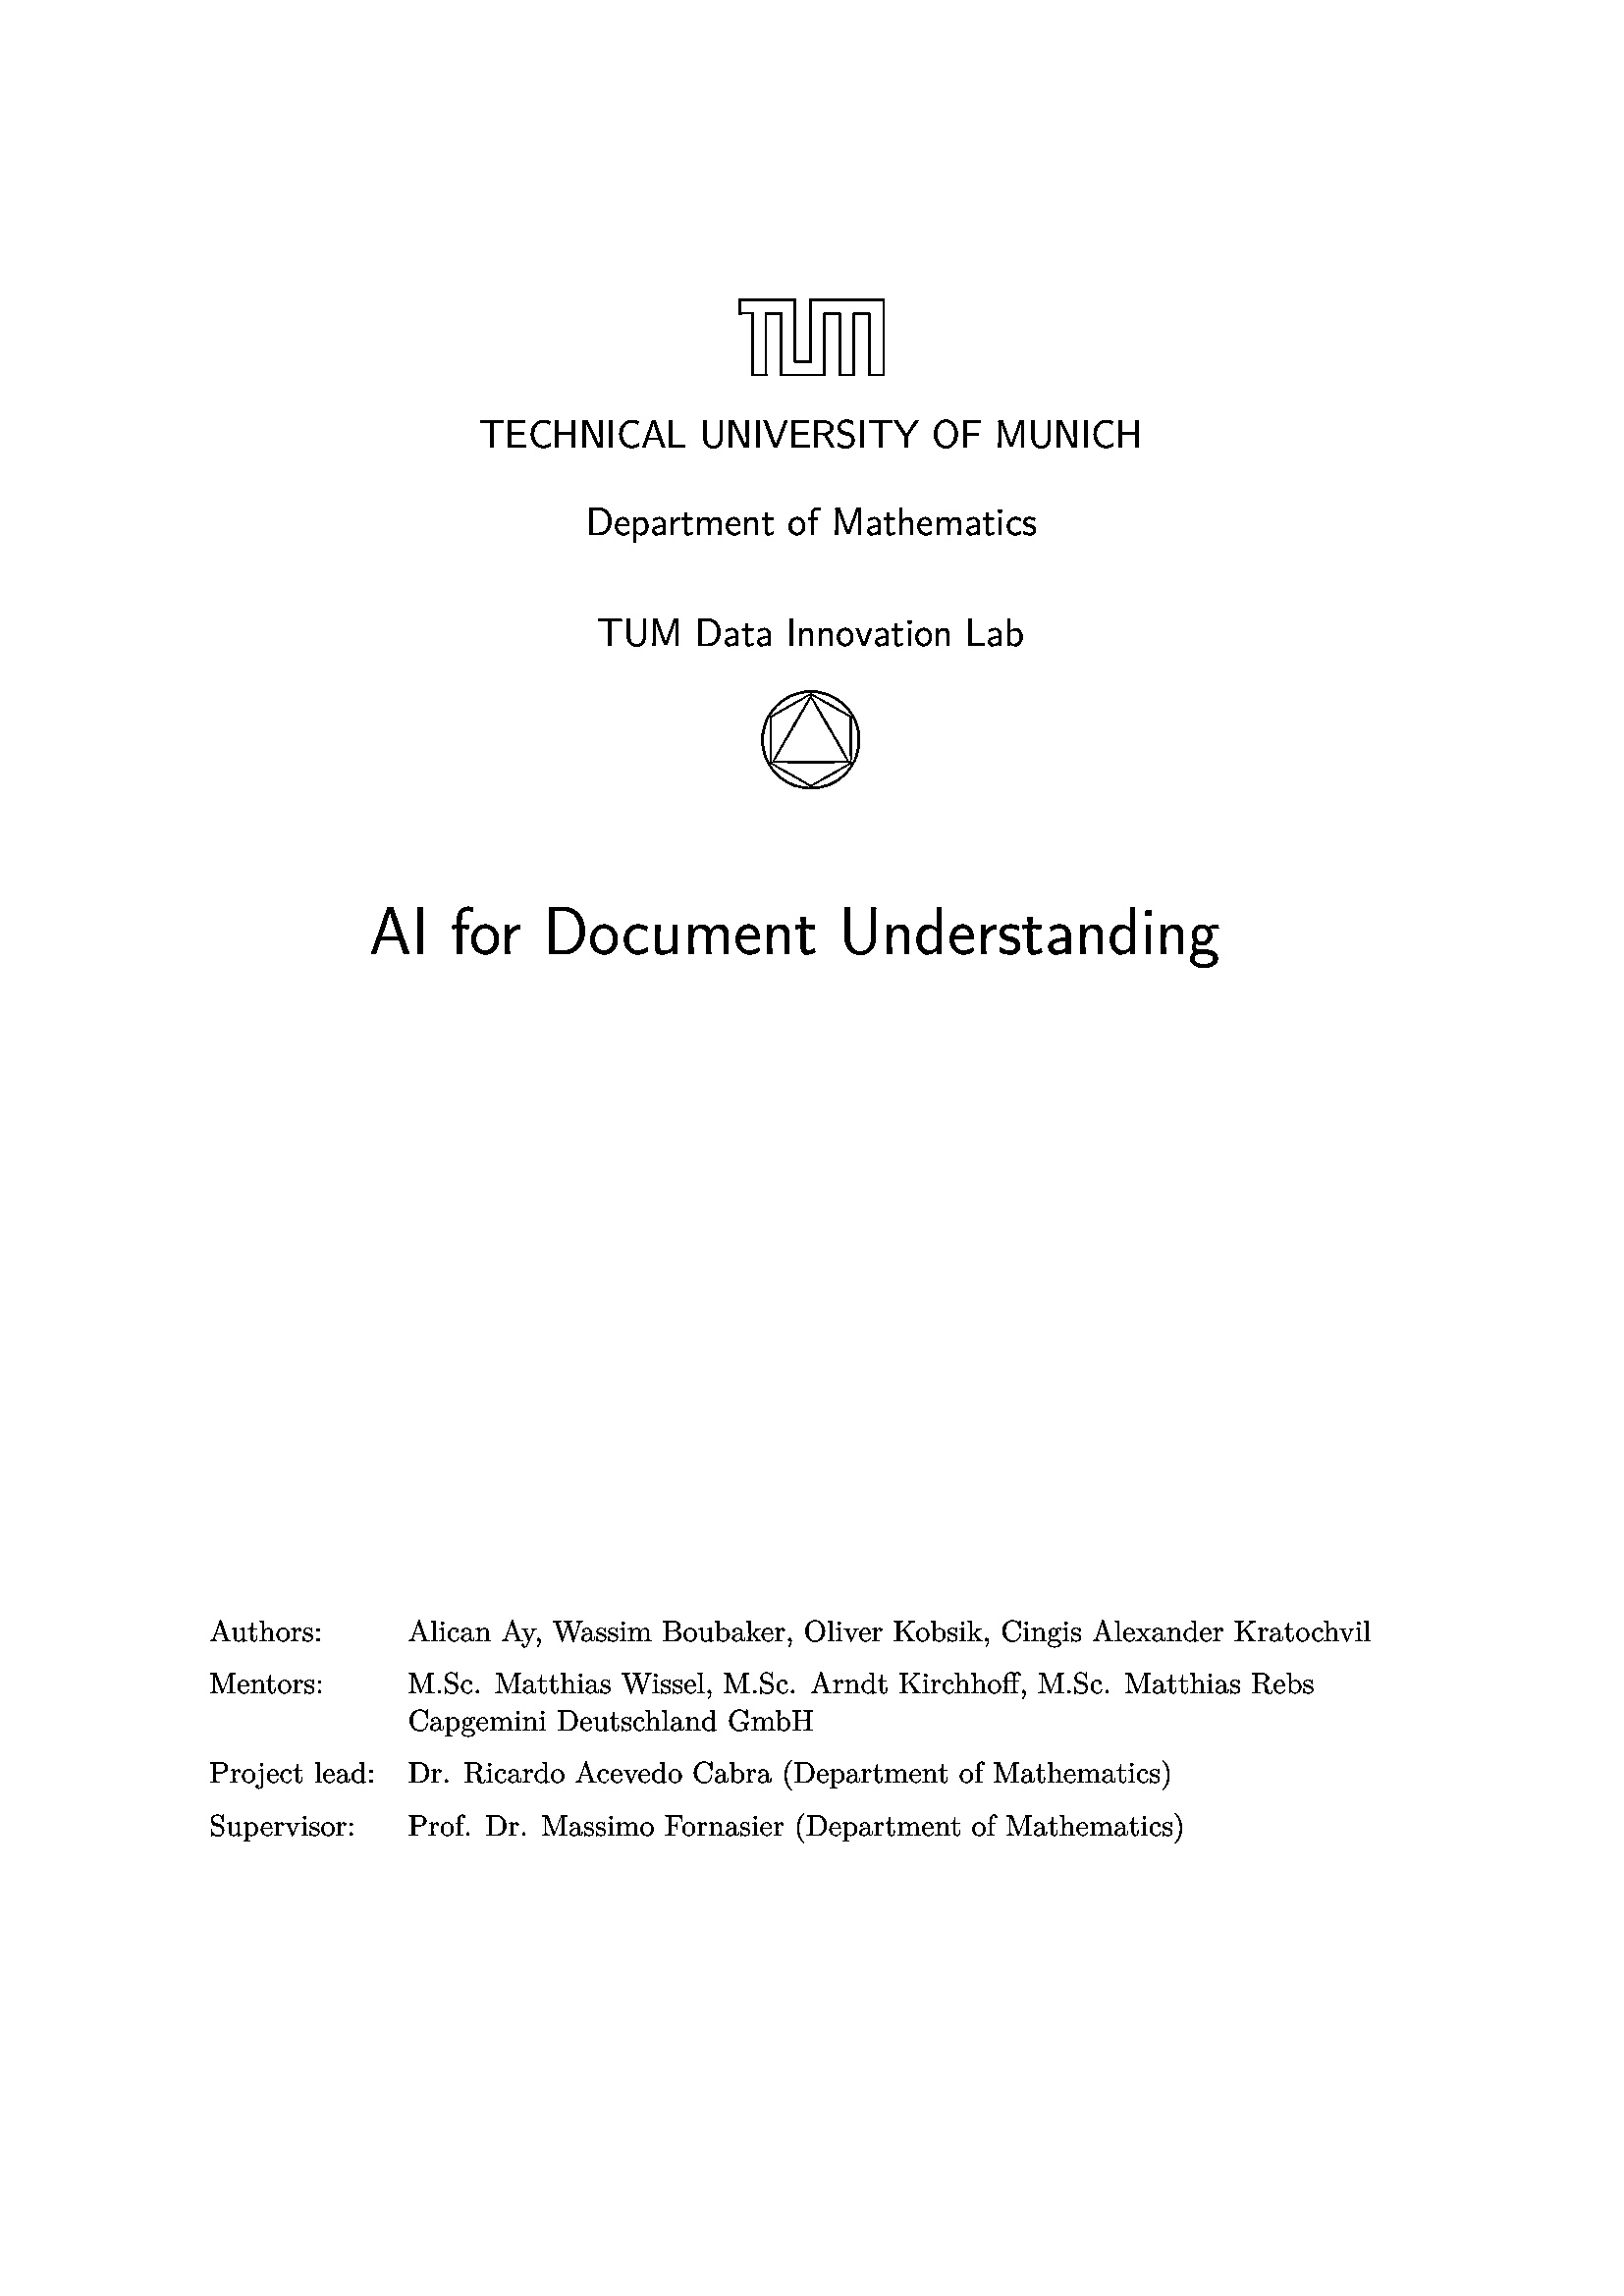 TUM
TECHNICAL UNIVERSITY OF MUNICH
Department of Mathematics
TUM Data Innovation Lab
AI for Document Understanding
Authors: Alican Ay, Wassim Boubaker, Oliver Kobsik, Cingis Alexander Kratochvil
Mentors: M.Sc. Matthias Wissel, M.Sc. Arndt Kirchhoff, M.Sc. Matthias Rebs
Capgemini Deutschland GmbH
Project lead: Dr. Ricardo Acevedo Cabra (Department of Mathematics)
Supervisor: Prof. Dr. Massimo Fornasier (Department of Mathematics)